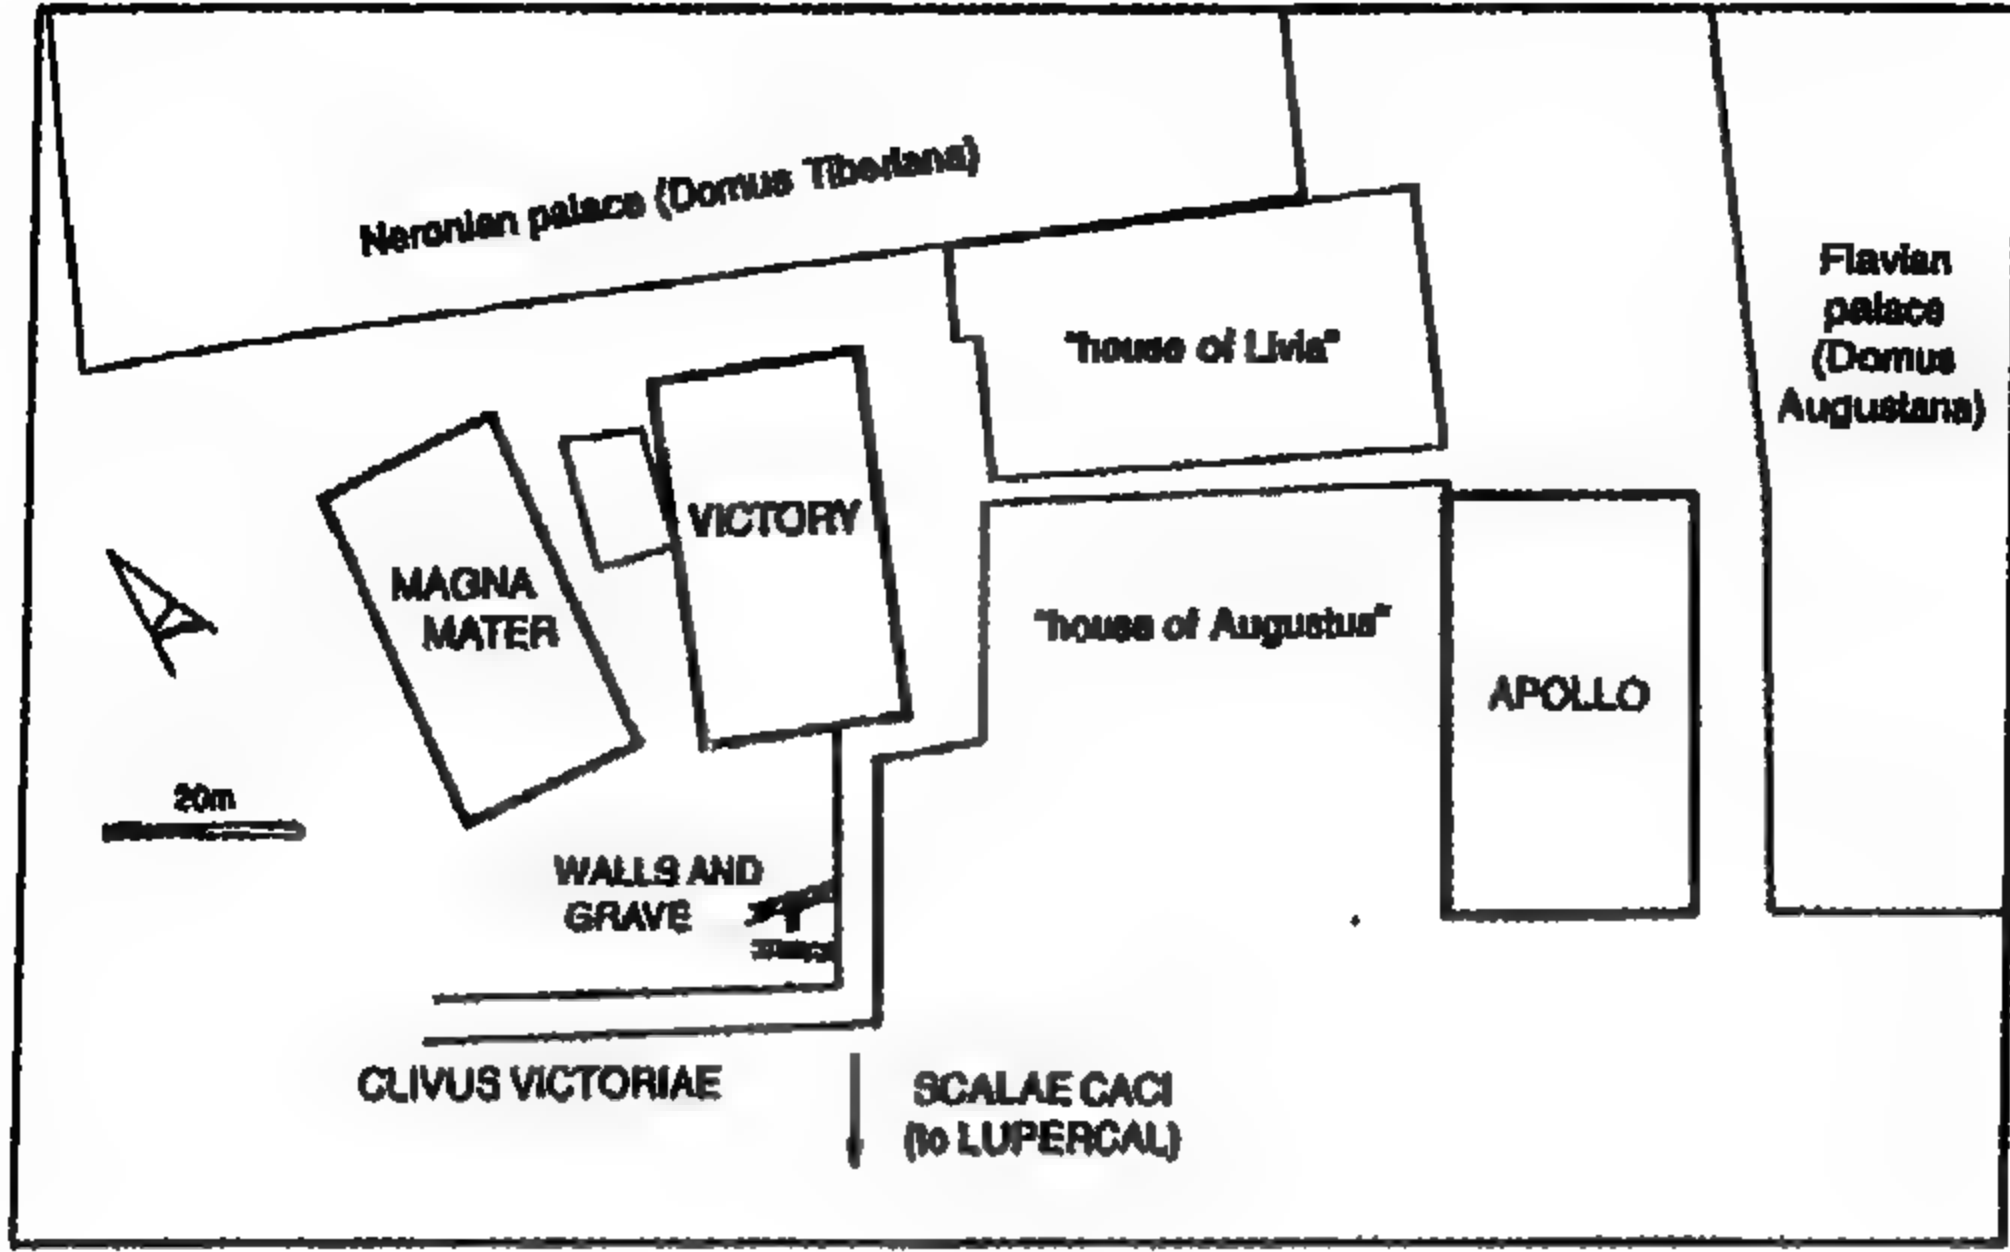 Neronian palace (Domus Tiberiana)
Flavian
palace
(Domus
Augustana)
"house of Livia"
VICTORY
MAGNA
MATER
"house of Augustus"
APOLLO
20m
WALLS AND
GRAVE
CLIVUS VICTORIAE
SCALAE CACI
(to LUPERCAL)